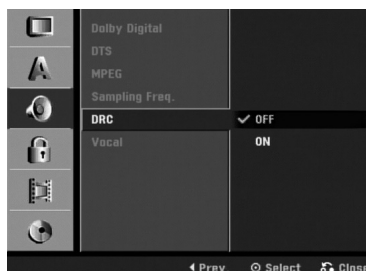 Dolby Digital
DTS
MPEG
Sampling Freq.
DRC
OFF
Vocal
ON
Prev
Select
Close